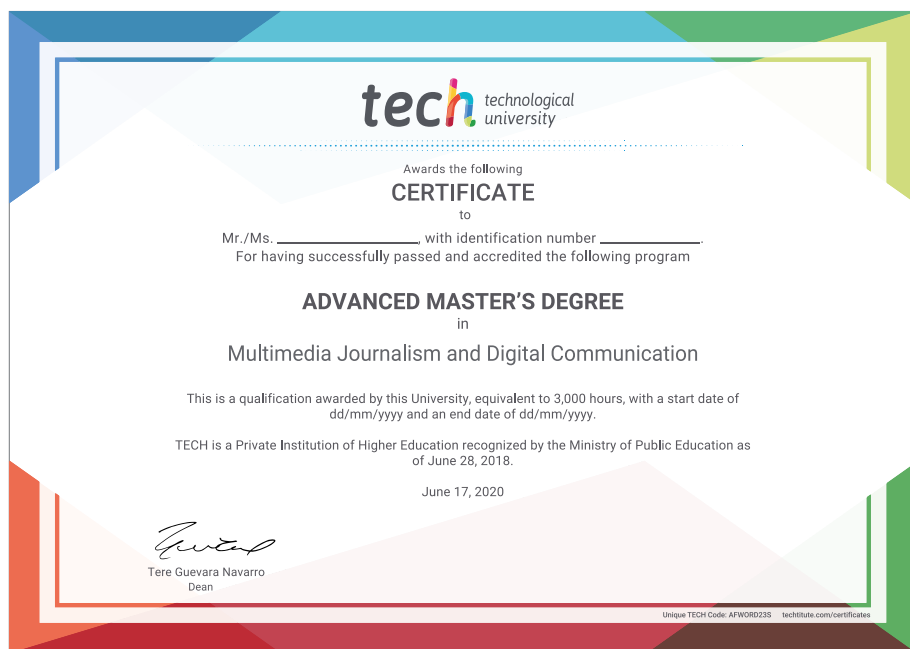 tech technological
university
Awards the following
CERTIFICATE
to
Mr./Ms. ____________________, with identification number ______________.
For having successfully passed and accredited the following program
ADVANCED MASTER’S DEGREE
in
Multimedia Journalism and Digital Communication
This is a qualification awarded by this University, equivalent to 3,000 hours, with a start date of
dd/mm/yyyy and an end date of dd/mm/yyyy.
TECH is a Private Institution of Higher Education recognized by the Ministry of Public Education as
of June 28, 2018.
June 17, 2020
Tere Guevara Navarro
Dean
Unique TECH Code: AFWORD23S techtitute.com/certificates